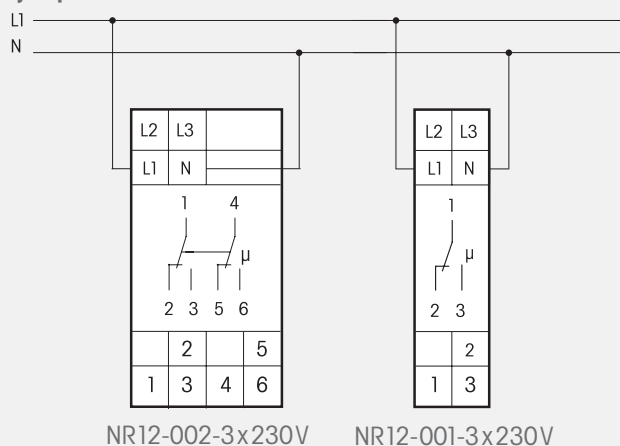 L1
N
L2 L3
L1 N
1 4
µ
2 3 5 6
2 5
1 3 4 6
NR12-002-3x230V
L2 L3
L1 N
1
µ
2 3
2
1 3
NR12-001-3x230V